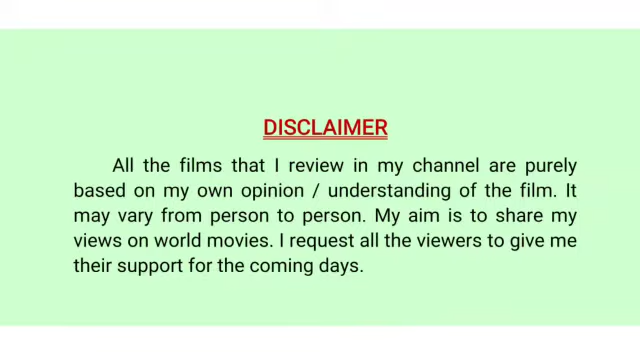 DISCLAIMER
All the films that I review in my channel are purely
based on my own opinion / understanding of the film. It
may vary from person to person. My aim is to share my
views on world movies. I request all the viewers to give me
their support for the coming days.